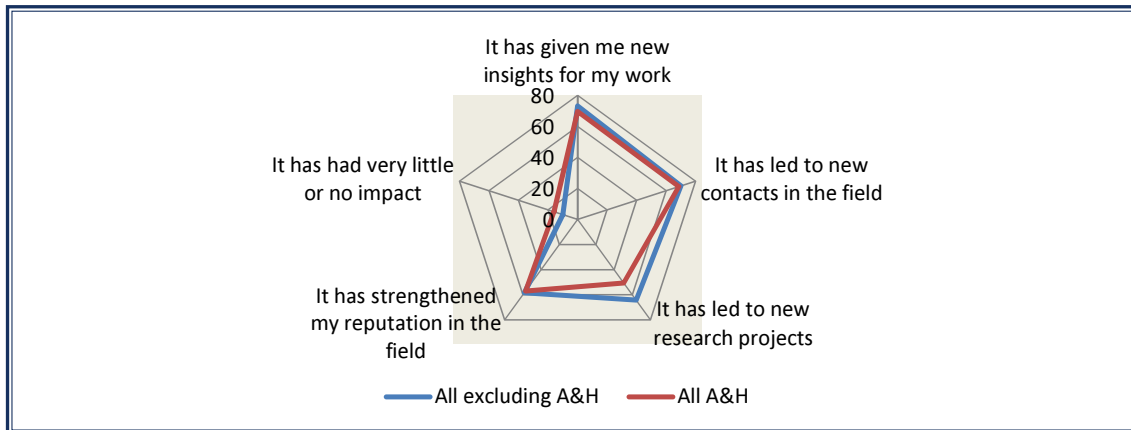 It has given me new
insights for my work
80
60
40
20
0
It has led to new
contacts in the field
It has led to new
research projects
It has strengthened
my reputation in the
field
It has had very little
or no impact
All excluding A&H
All A&H